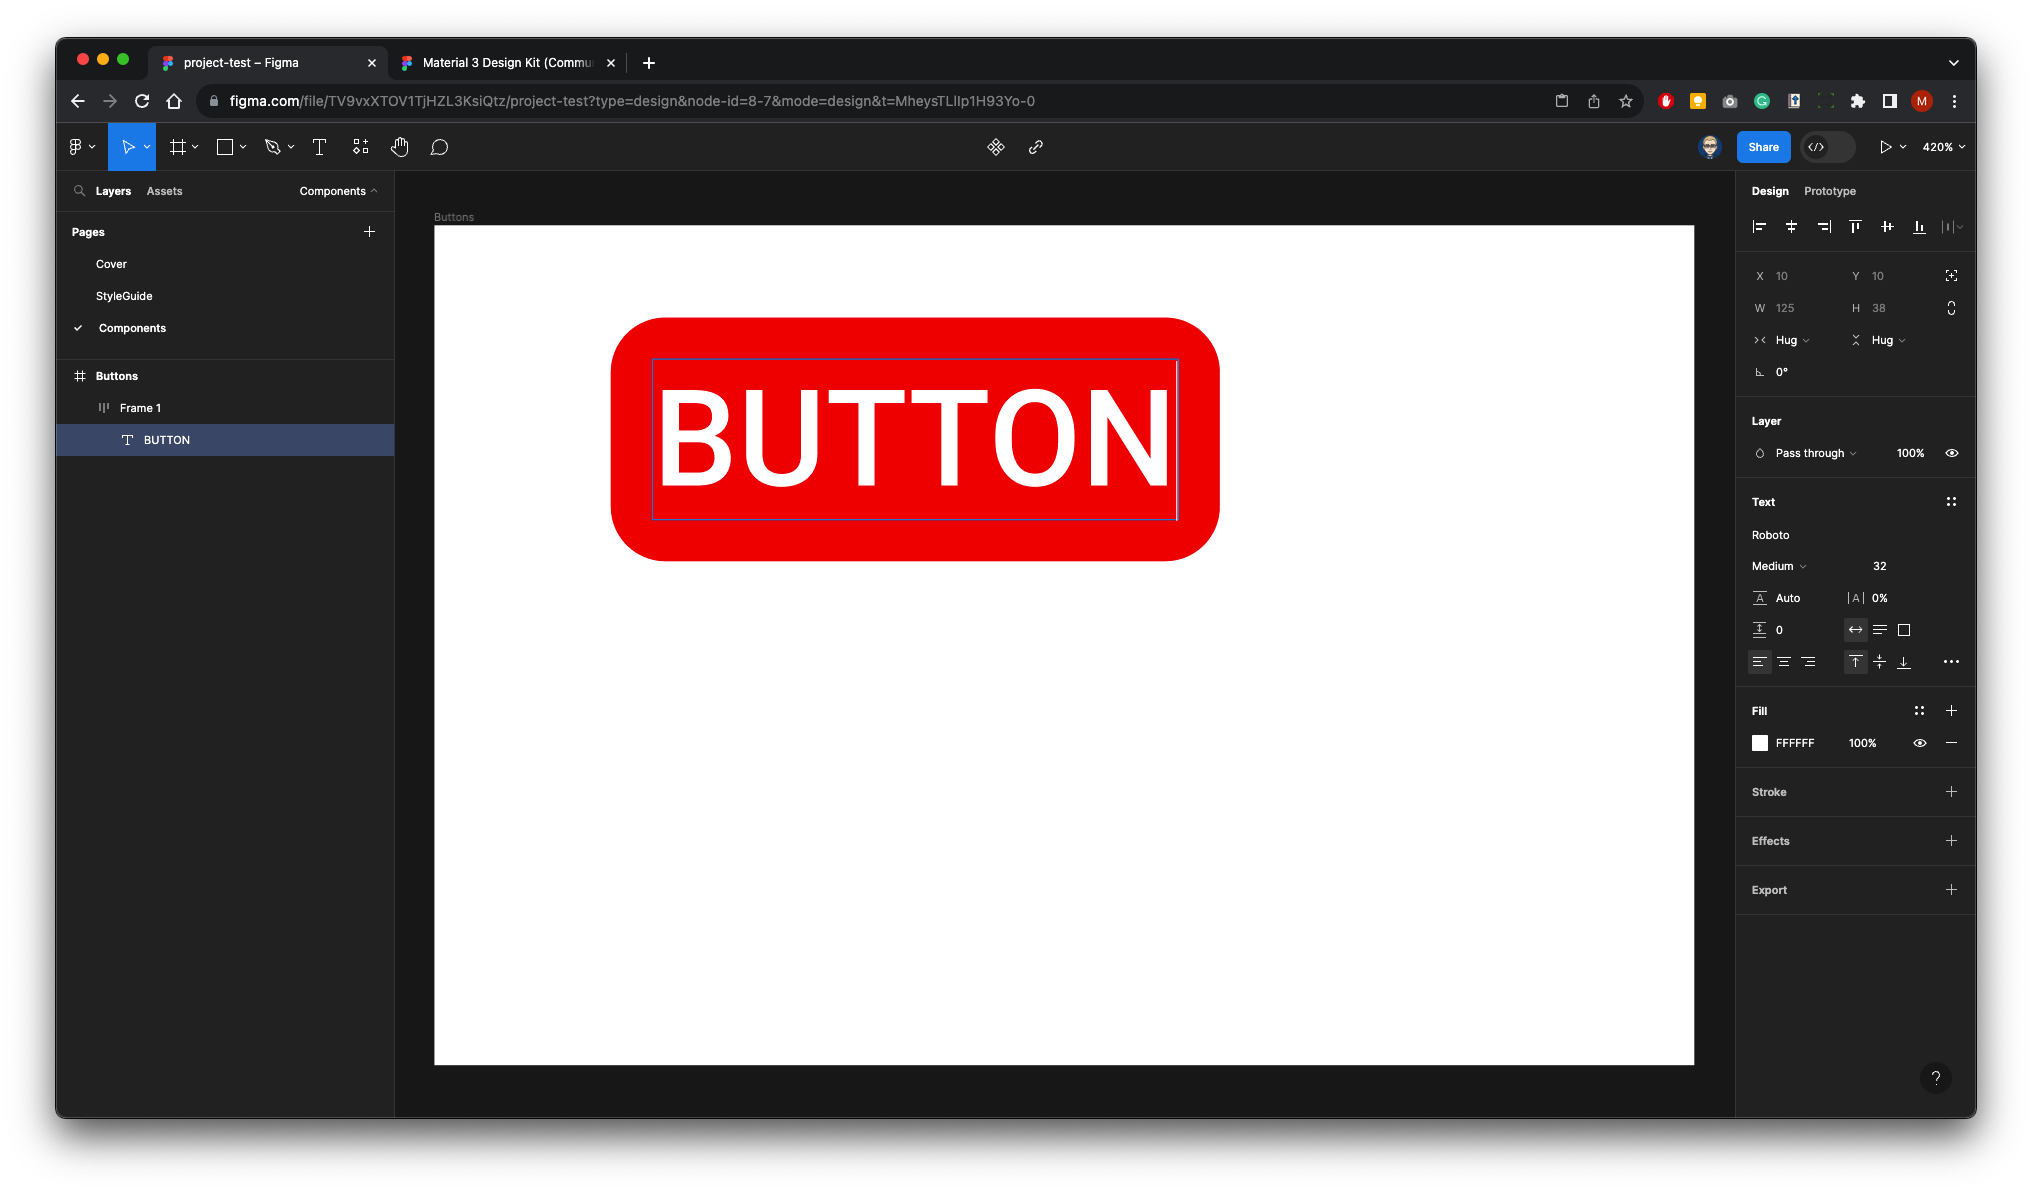 project-test – Figma
Material 3 Design Kit (Commu
figma.com/file/TV9vxXTOV1TjHZL3KsiQtz/project-test?type=design&node-id=8-7&mode=design&t=MheysTLIIp1H93Yo-0
M
Share
420%
Layers Assets Components
Design Prototype
Pages
Cover
StyleGuide
Components
Buttons
Frame 1
BUTTON
Buttons
BUTTON
X 10 Y 10
W 125 H 38
Hug Hug
0°
Layer
Pass through 100%
Text
Roboto
Medium 32
Auto 0%
0
Fill
FFFFFF 100%
Stroke
Effects
Export
?